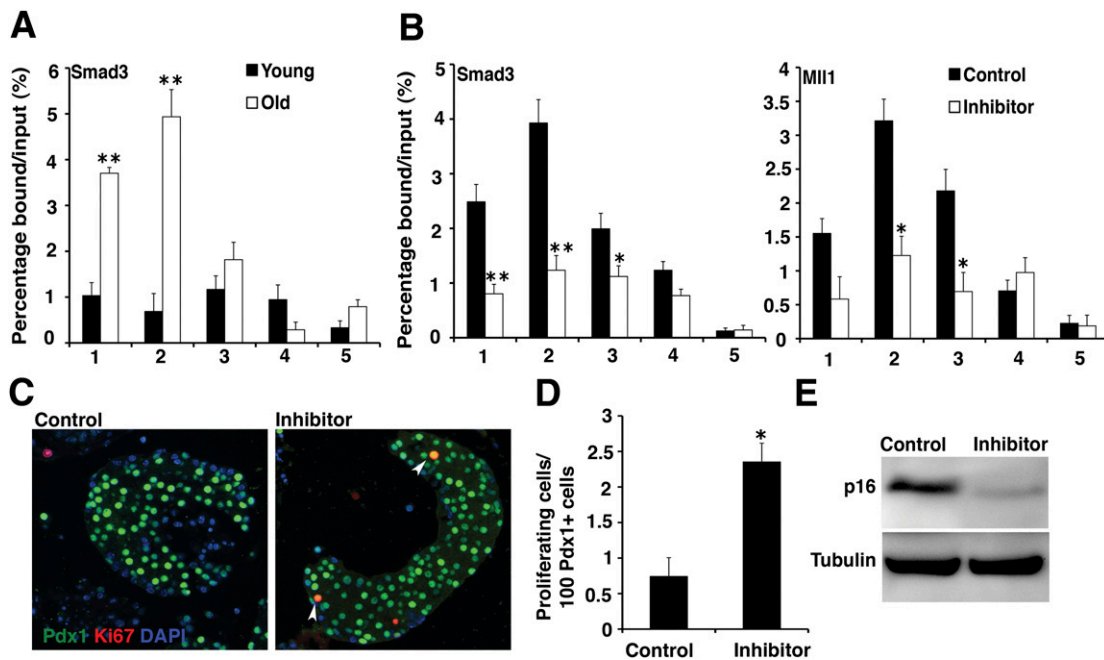 A
Smad3
Young
Old
Percentage bound/input (%)
6
5
4
3
2
1
0
**
**
1 2 3 4 5
B
Smad3
Percentage bound/input (%)
5
4
3
2
1
0
**
**
*
1 2 3 4 5
Mll1
Control
Inhibitor
4
3.5
3
2.5
2
1.5
1
0.5
0
*
*
1 2 3 4 5
C
Control
Inhibitor
Pdx1 Ki67 DAPI
D
Proliferating cells/
100 Pdx1+ cells
3
2.5
2
1.5
1
0.5
0
*
Control Inhibitor
E
Control Inhibitor
p16
Tubulin